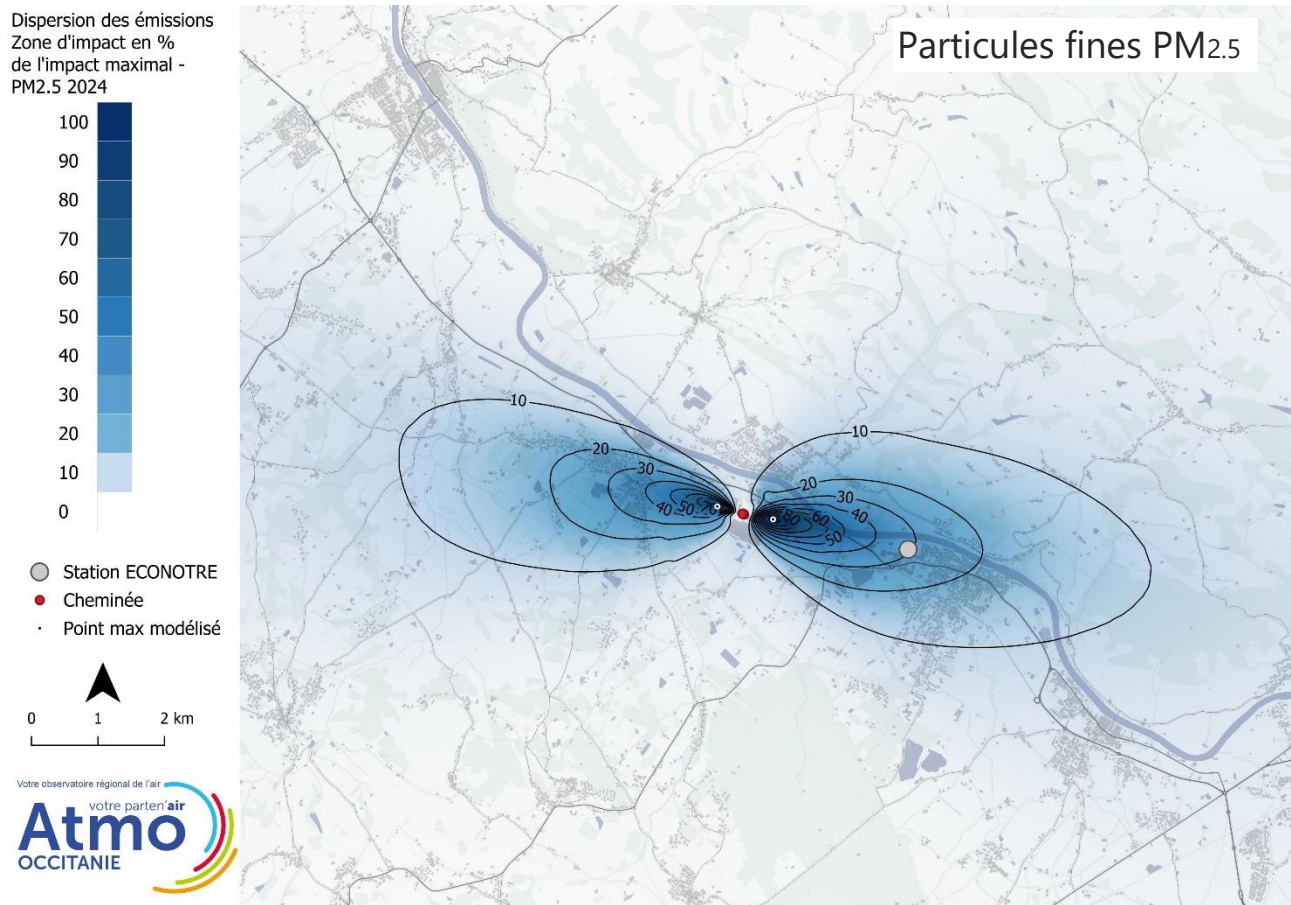 Dispersion des émissions
Zone d'impact en %
de l'impact maximal -
PM2.5 2024
100
90
80
70
60
50
40
30
20
10
0
Station ECONOTRE
Cheminée
Point max modélisé
0 1 2 km
Votre observatoire régional de l'air
votre parten'air
Atmo
OCCITANIE
Particules fines PM2.5
10
20
30
40
50
70
10
20
30
40
60
80
50